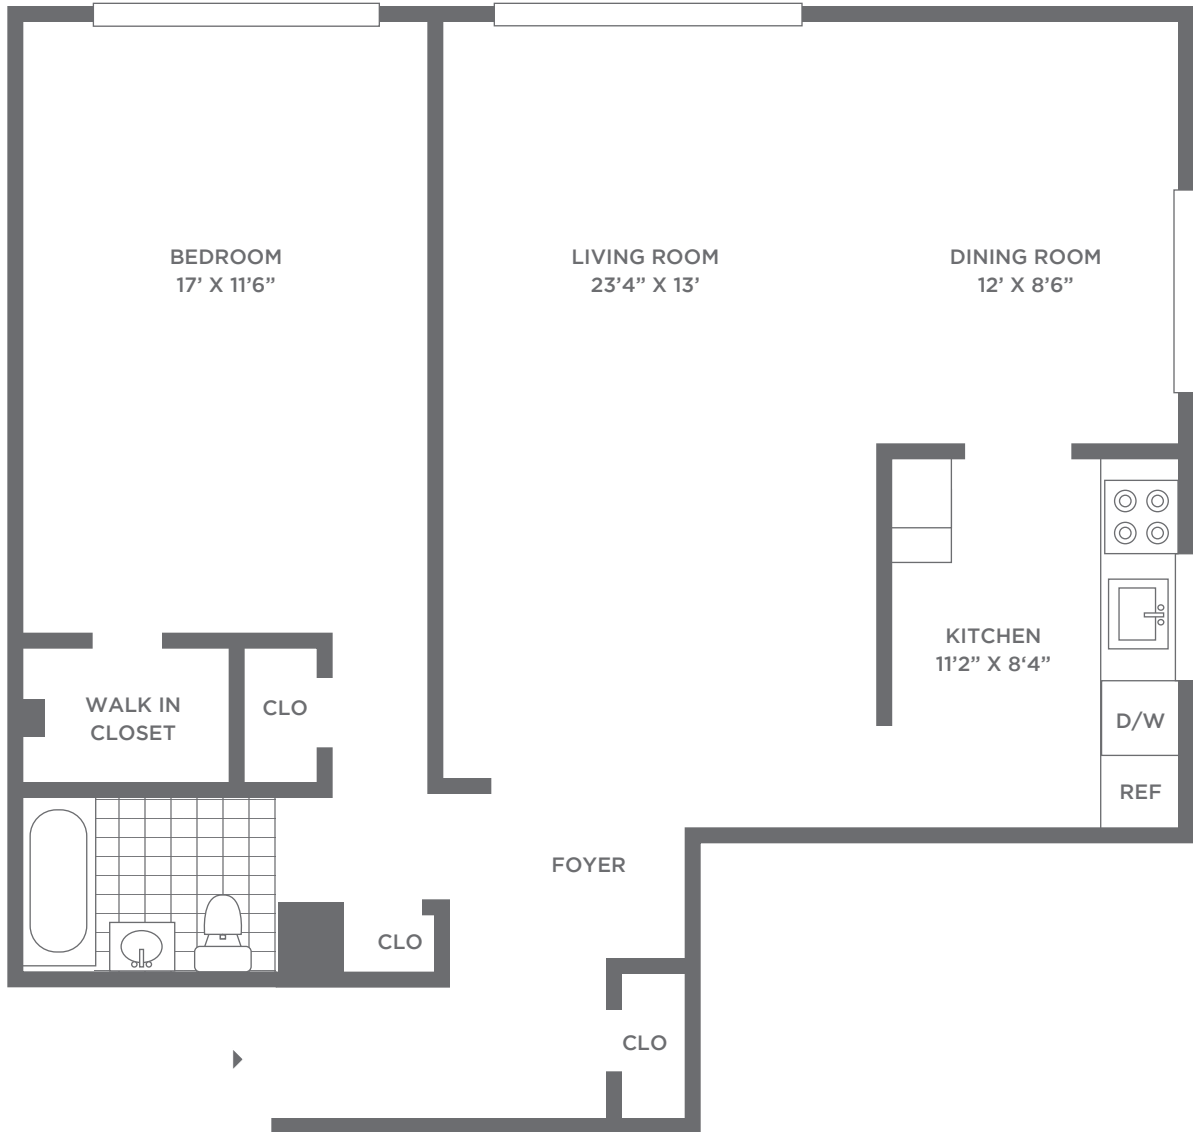 BEDROOM
17’ X 11’6”
LIVING ROOM
23’4” X 13’
DINING ROOM
12’ X 8’6”
KITCHEN
11’2” X 8‘4”
WALK IN
CLOSET
CLO
D/W
REF
FOYER
CLO
CLO